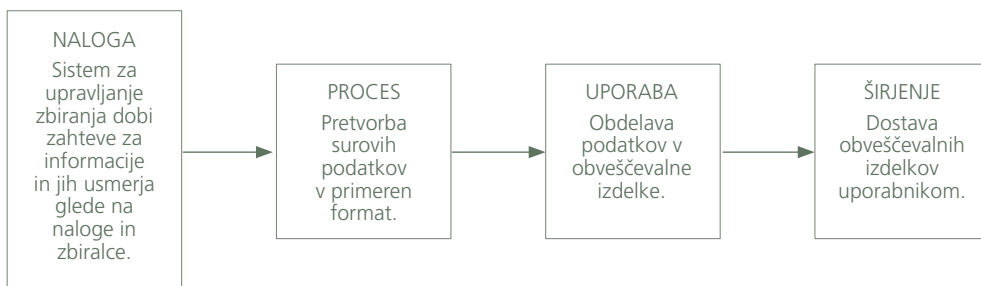 NALOGA
Sistem za
upravljanje
zbiranja dobi
zahteve za
informacije
in jih usmerja
glede na
naloge in
zbiralce.
PROCES
Pretvorba
surovih
podatkov
v primeren
format.
UPORABA
Obdelava
podatkov v
obveščevalne
izdelke.
ŠIRJENJE
Dostava
obveščevalnih
izdelkov
uporabnikom.